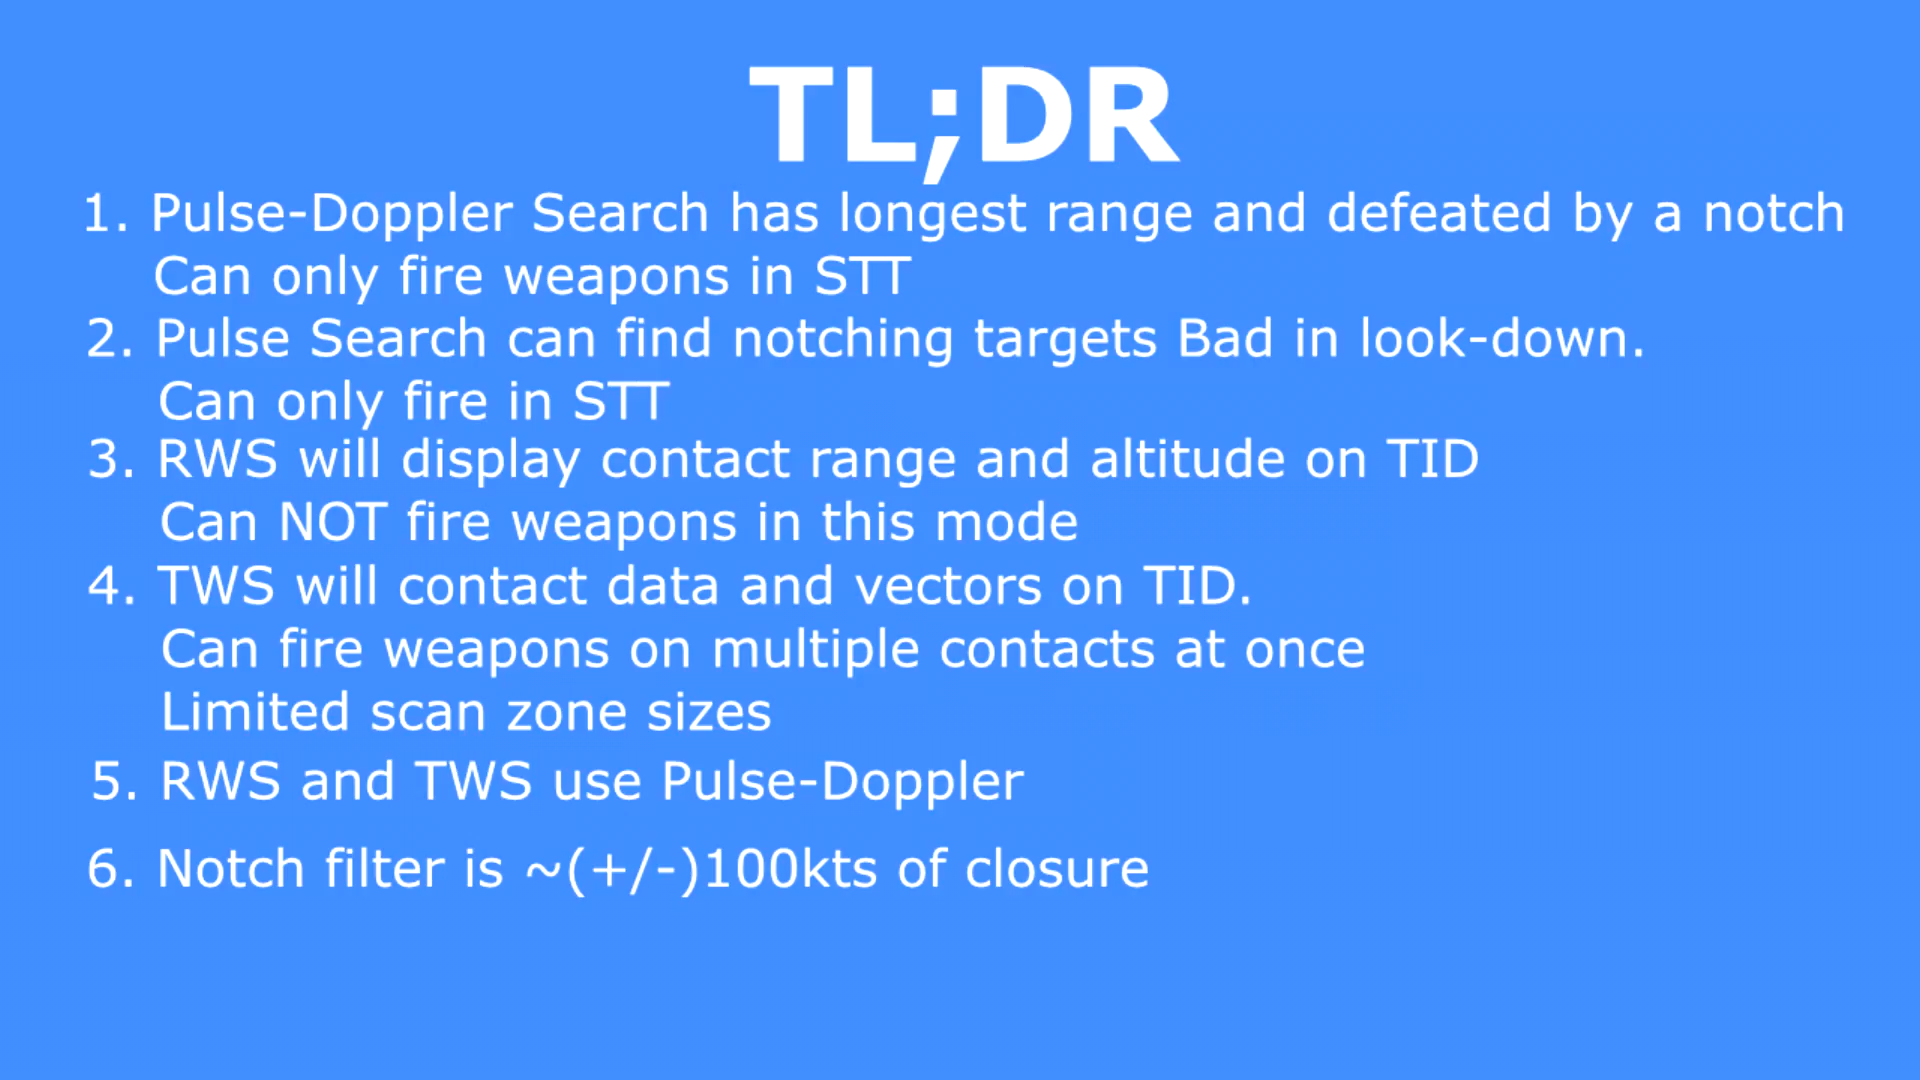 TL;DR
1. Pulse-Doppler Search has longest range and defeated by a notch
Can only fire weapons in STT
2. Pulse Search can find notching targets Bad in look-down.
Can only fire in STT
3. RWS will display contact range and altitude on TID
Can NOT fire weapons in this mode
4. TWS will contact data and vectors on TID.
Can fire weapons on multiple contacts at once
Limited scan zone sizes
5. RWS and TWS use Pulse-Doppler
6. Notch filter is ~(+/-)100kts of closure